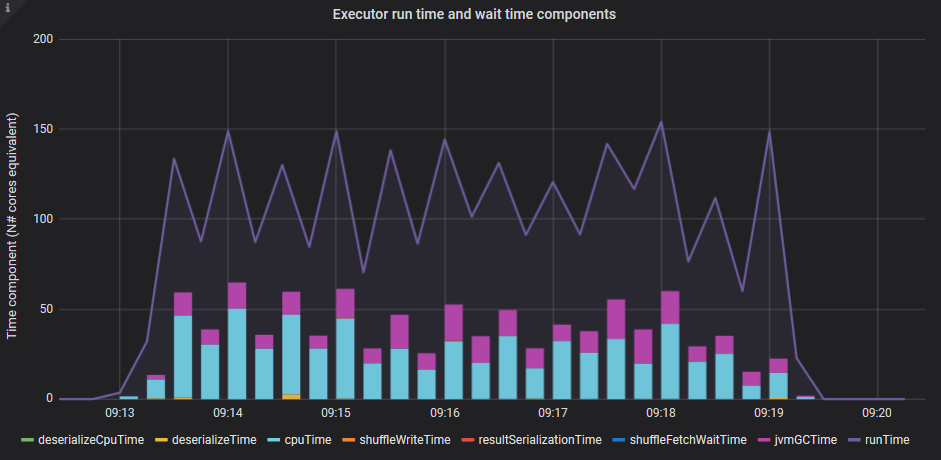 i
Executor run time and wait time components
Time component (N# cores equivalent)
200
150
100
50
0
09:13 09:14 09:15 09:16 09:17 09:18 09:19 09:20
deserializeCpuTime deserializeTime cpuTime shuffleWriteTime resultSerializationTime shuffleFetchWaitTime jvmGCTime runTime